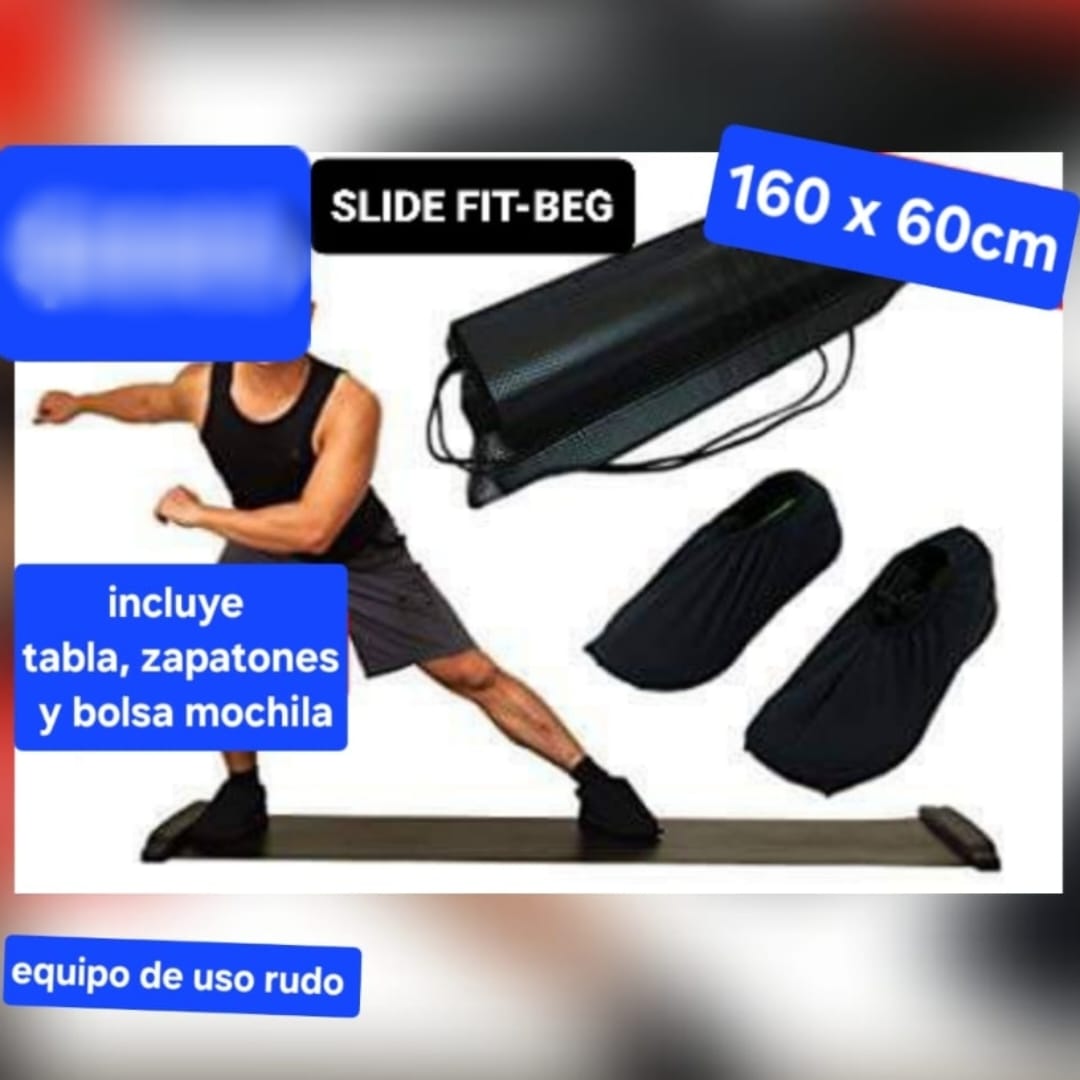 SLIDE FIT-BEG
160 x 60cm
incluye
tabla, zapatones
y bolsa mochila
equipo de uso rudo